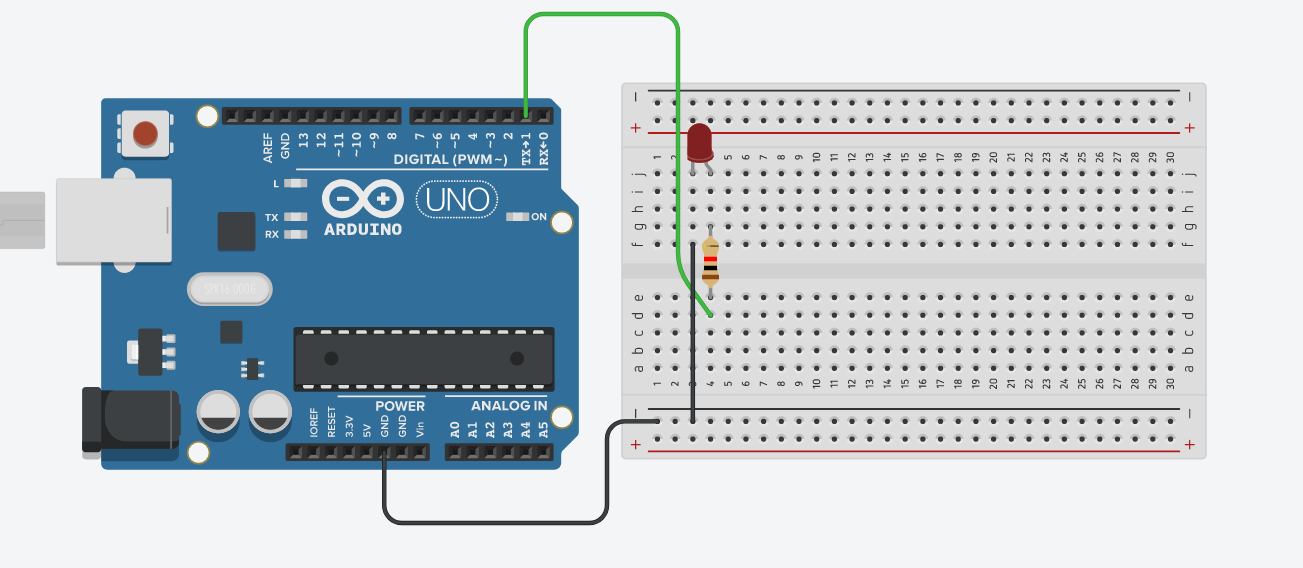 AREF GND 13 12 ~11 ~10 ~9 8 7 ~6 ~5 4 ~3 2 TX→1 RX←0
DIGITAL (PWM~)
L
TX
RX
UNO
ON
ARDUINO
POWER
ANALOG IN
IOREF RESET 3.3V 5V GND GND Vin A0 A1 A2 A3 A4 A5
− −
+ +
1 2 5 6 7 8 9 10 11 12 13 14 15 16 17 18 19 20 21 22 23 24 25 26 27 28 29 30
j j
i i
h h
g g
f f
e e
d d
c c
b b
a a
1 2 3 4 5 6 7 8 9 10 11 12 13 14 15 16 17 18 19 20 21 22 23 24 25 26 27 28 29 30
− −
+ +